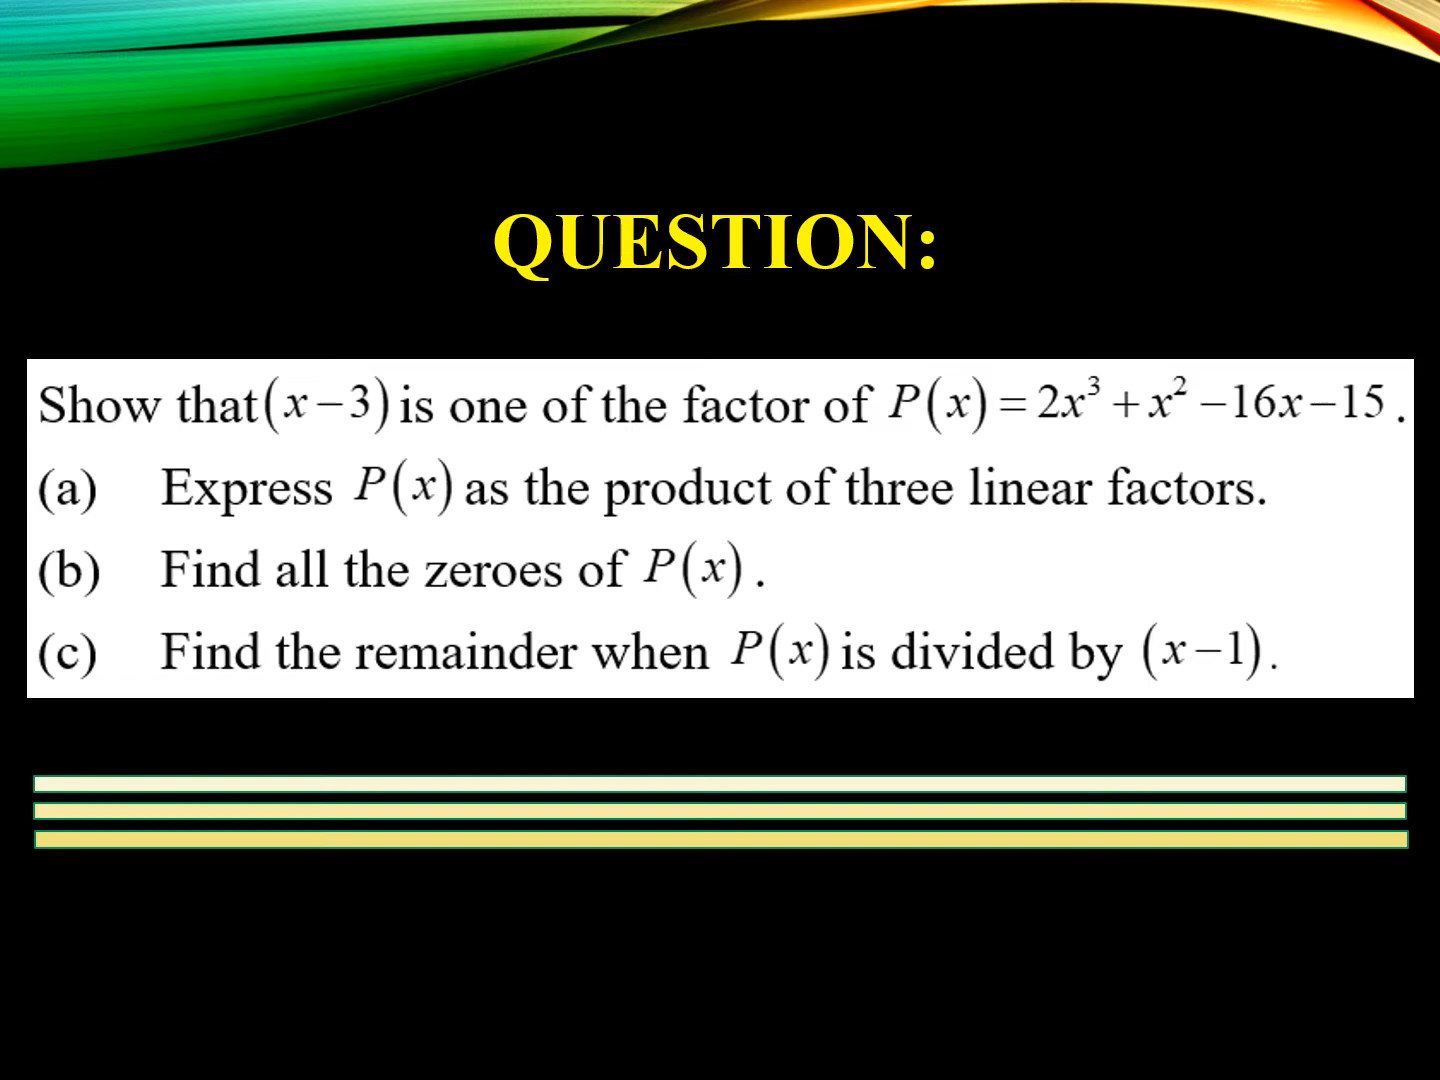 QUESTION:
Show that (x−3) is one of the factor of P(x) = 2x³ + x² −16x−15 .
(a) Express P(x) as the product of three linear factors.
(b) Find all the zeroes of P(x) .
(c) Find the remainder when P(x) is divided by (x−1) .